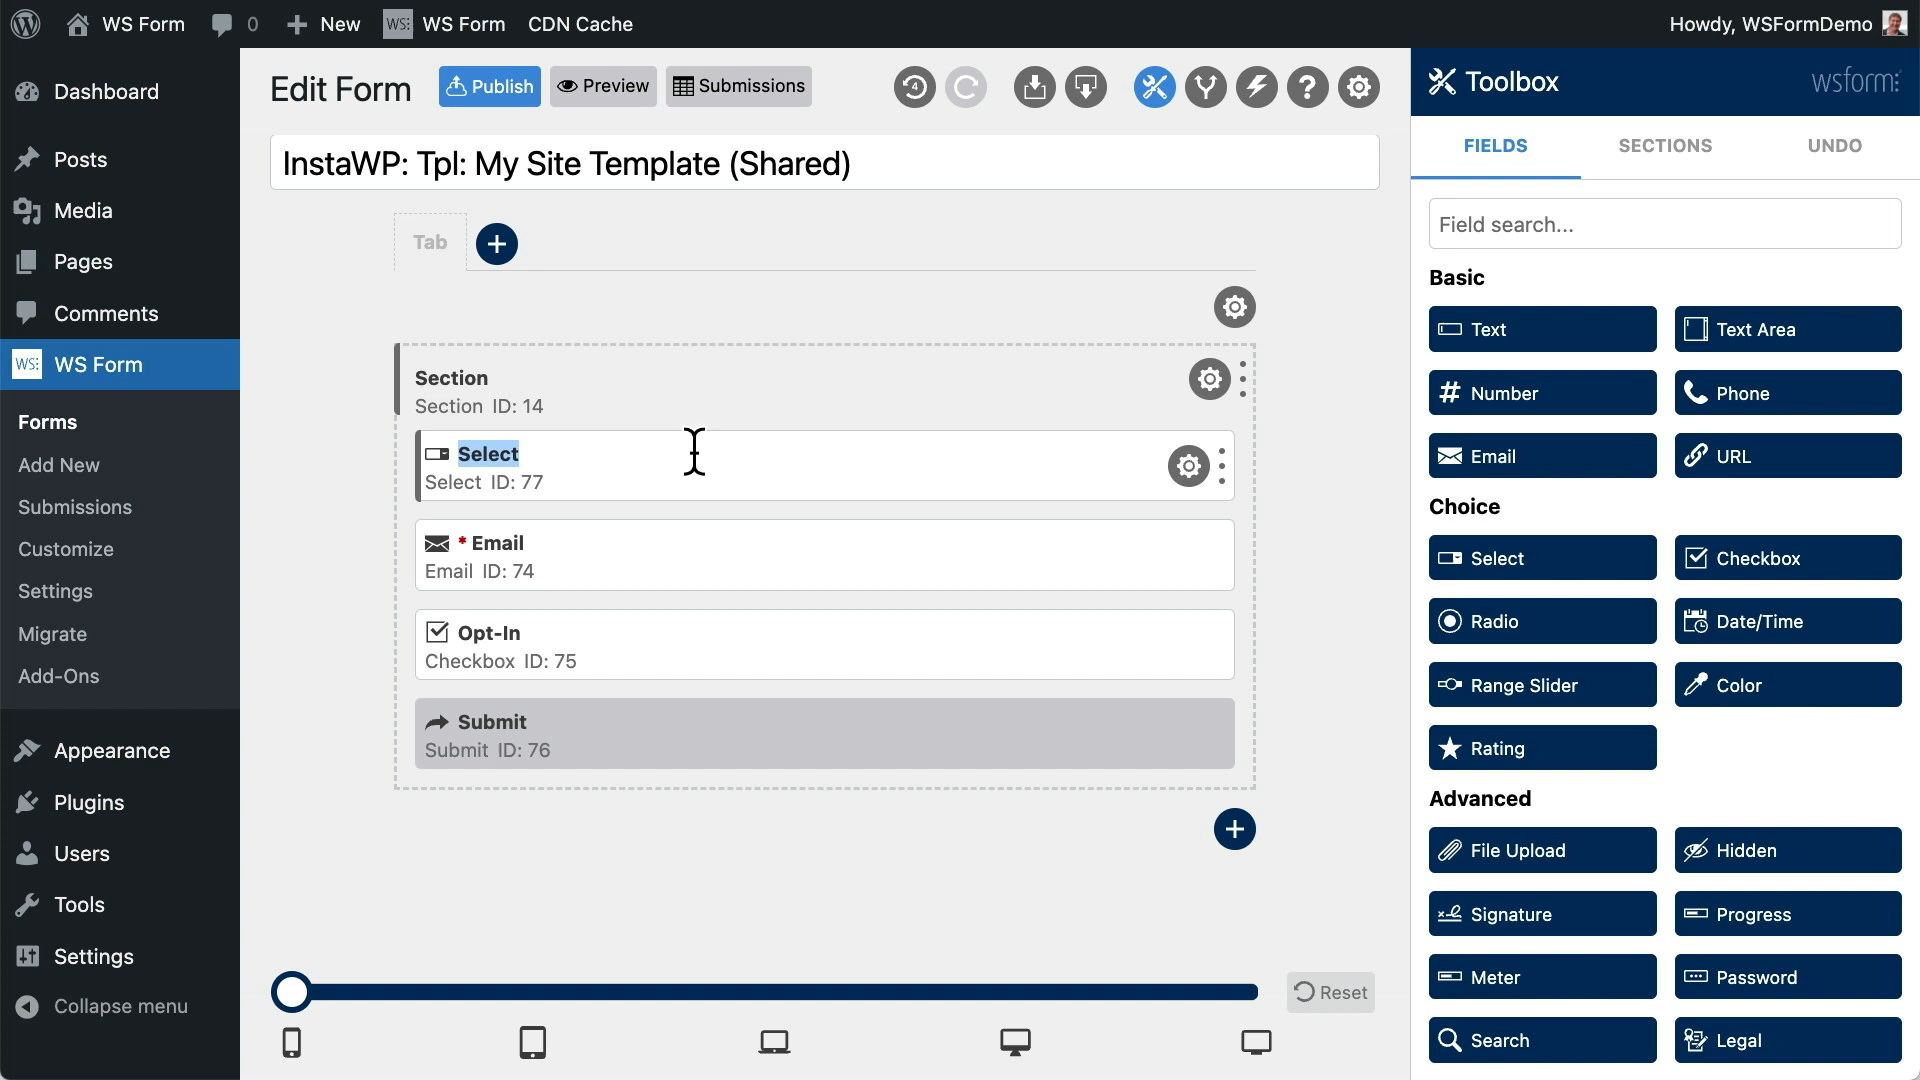 WS Form
0
New
WS: WS Form
CDN Cache
Howdy, WSFormDemo
Dashboard
Posts
Media
Pages
Comments
WS: WS Form
Forms
Add New
Submissions
Customize
Settings
Migrate
Add-Ons
Appearance
Plugins
Users
Tools
Settings
Collapse menu
Edit Form
Publish
Preview
Submissions
4
InstaWP: Tpl: My Site Template (Shared)
Tab
Section
Section ID: 14
Select
Select ID: 77
* Email
Email ID: 74
Opt-In
Checkbox ID: 75
Submit
Submit ID: 76
Reset
Toolbox
wsform
FIELDS
SECTIONS
UNDO
Field search...
Basic
Text
Text Area
Number
Phone
Email
URL
Choice
Select
Checkbox
Radio
Date/Time
Range Slider
Color
Rating
Advanced
File Upload
Hidden
Signature
Progress
Meter
Password
Search
Legal